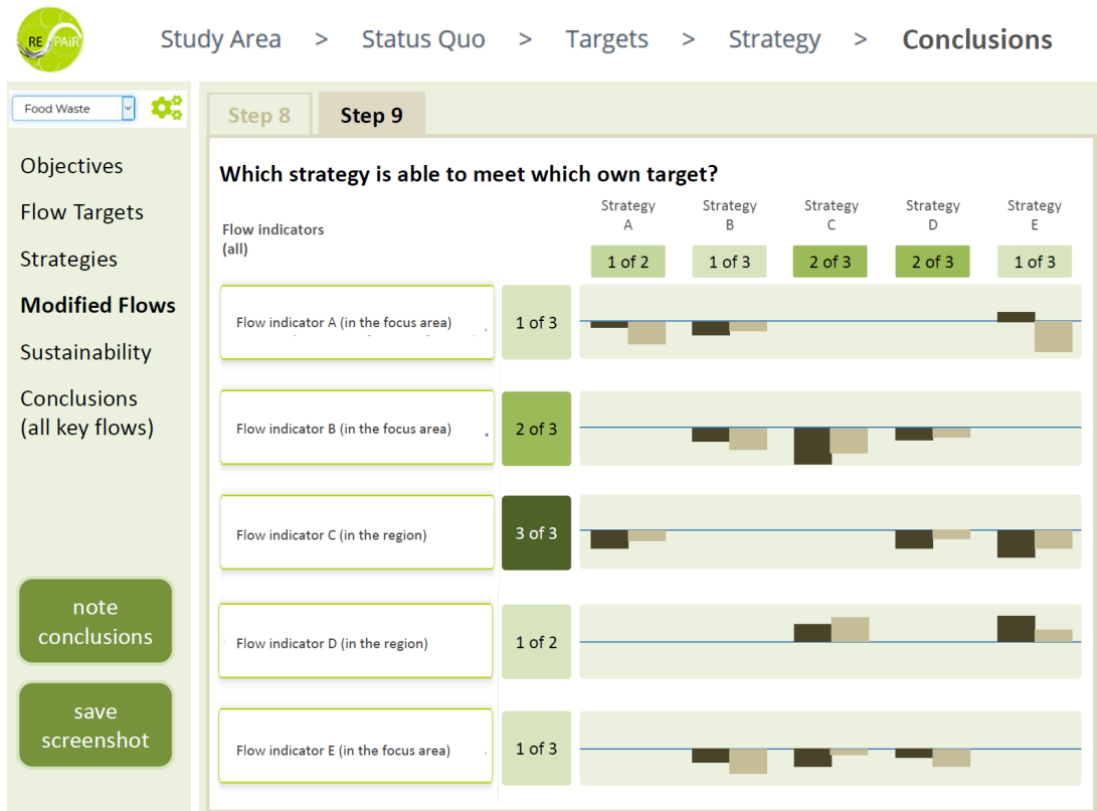 RE PAiR
Study Area > Status Quo > Targets > Strategy > Conclusions
Food Waste
Objectives
Flow Targets
Strategies
Modified Flows
Sustainability
Conclusions
(all key flows)
note
conclusions
save
screenshot
Step 8 Step 9
Which strategy is able to meet which own target?
Flow indicators
(all)
Strategy
A
Strategy
B
Strategy
C
Strategy
D
Strategy
E
1 of 2 1 of 3 2 of 3 2 of 3 1 of 3
Flow indicator A (in the focus area) 1 of 3
Flow indicator B (in the focus area) 2 of 3
Flow indicator C (in the region) 3 of 3
Flow indicator D (in the region) 1 of 2
Flow indicator E (in the focus area) 1 of 3